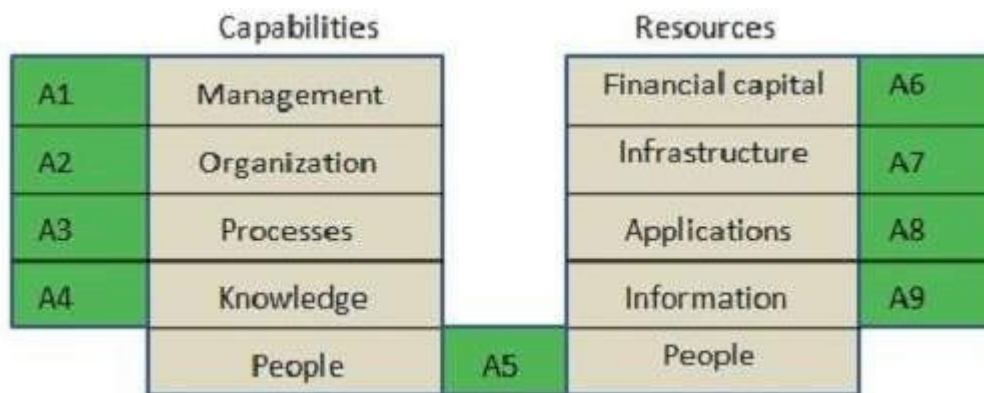 Capabilities Resources
A1 Management Financial capital A6
A2 Organization Infrastructure A7
A3 Processes Applications A8
A4 Knowledge Information A9
People A5 People